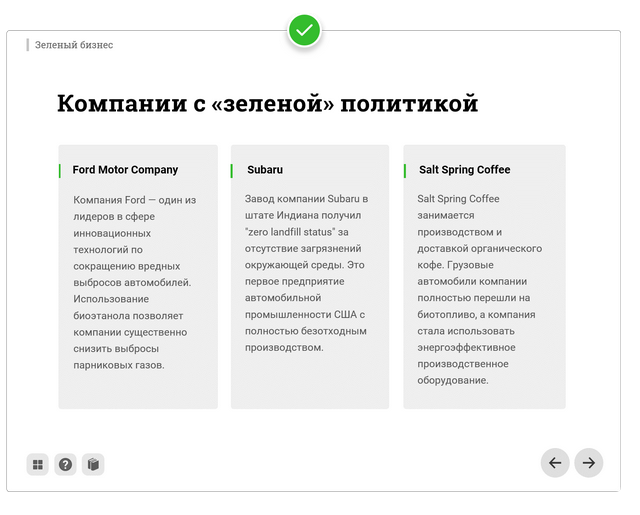 Зеленый бизнес
Компании с «зеленой» политикой
Ford Motor Company
Компания Ford — один из
лидеров в сфере
инновационных
технологий по
сокращению вредных
выбросов автомобилей.
Использование
биоэтанола позволяет
компании существенно
снизить выбросы
парниковых газов.
Subaru
Завод компании Subaru в
штате Индиана получил
"zero landfill status" за
отсутствие загрязнений
окружающей среды. Это
первое предприятие
автомобильной
промышленности США с
полностью безотходным
производством.
Salt Spring Coffee
Salt Spring Coffee
занимается
производством и
доставкой органического
кофе. Грузовые
автомобили компании
полностью перешли на
биотопливо, а компания
стала использовать
энергоэффективное
производственное
оборудование.